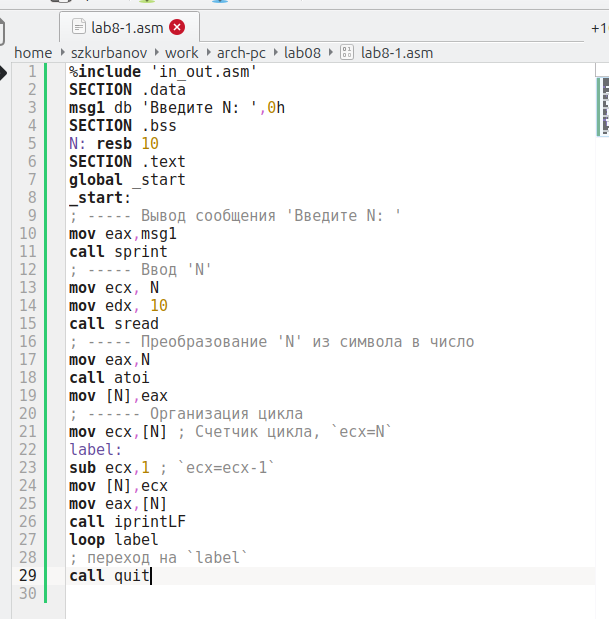 lab8-1.asm
+10
home szkurbanov work arch-pc lab08 lab8-1.asm
1 %include 'in_out.asm'
2 SECTION .data
3 msg1 db 'Введите N: ',0h
4 SECTION .bss
5 N: resb 10
6 SECTION .text
7 global _start
8 _start:
9 ; ----- Вывод сообщения 'Введите N: '
10 mov eax,msg1
11 call sprint
12 ; ----- Ввод 'N'
13 mov ecx, N
14 mov edx, 10
15 call sread
16 ; ----- Преобразование 'N' из символа в число
17 mov eax,N
18 call atoi
19 mov [N],eax
20 ; ------ Организация цикла
21 mov ecx,[N] ; Счетчик цикла, `ecx=N`
22 label:
23 sub ecx,1 ; `ecx=ecx-1`
24 mov [N],ecx
25 mov eax,[N]
26 call iprintLF
27 loop label
28 ; переход на `label`
29 call quit
30